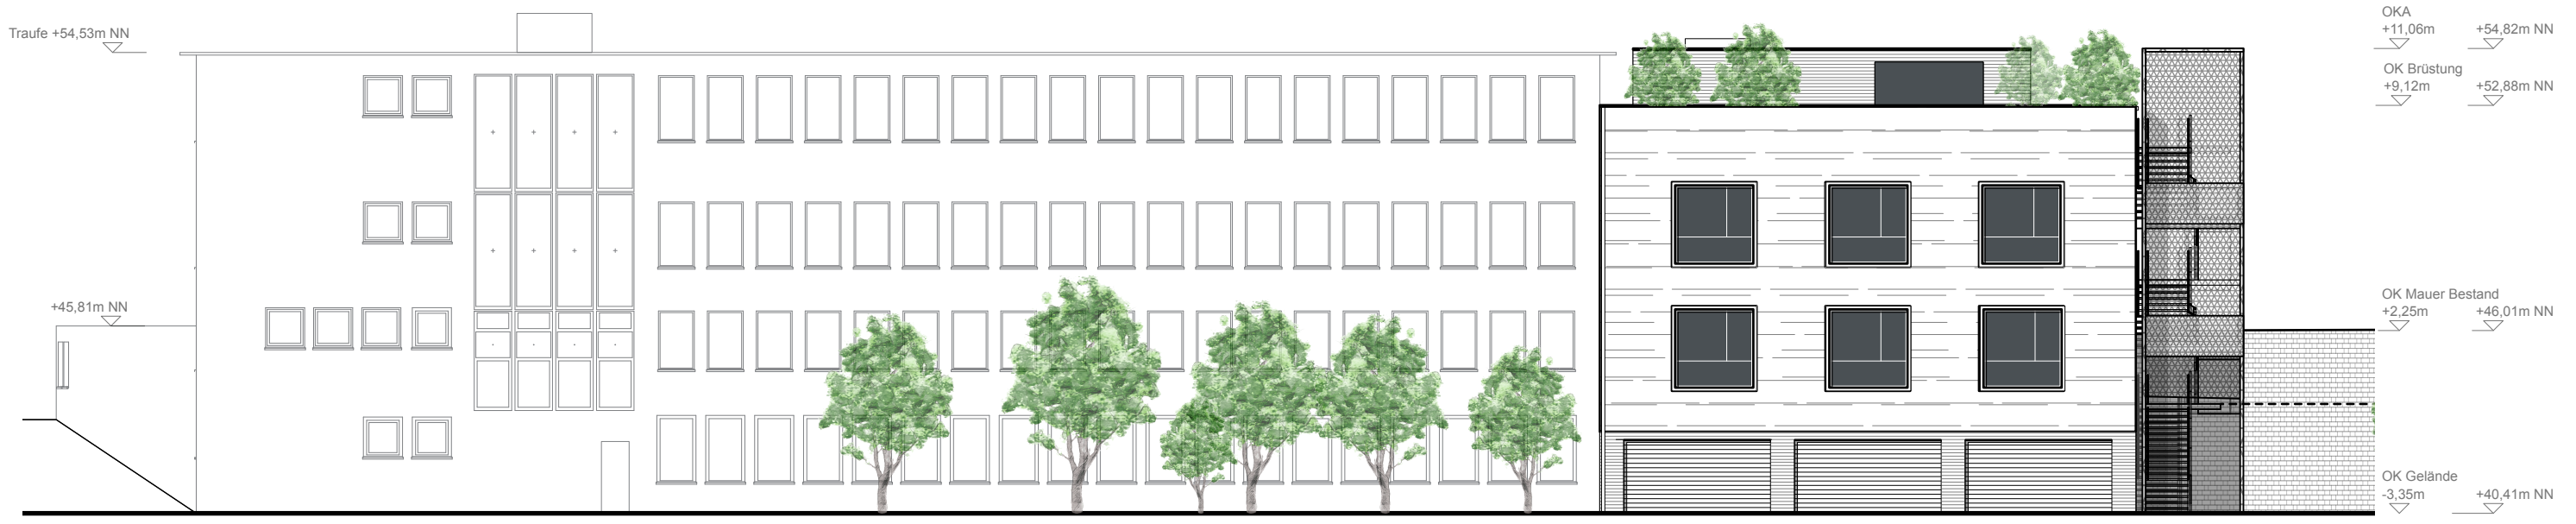 Traufe +54,53m NN
+45,81m NN
OKA
+11,06m +54,82m NN
OK Brüstung
+9,12m +52,88m NN
OK Mauer Bestand
+2,25m +46,01m NN
OK Gelände
-3,35m +40,41m NN